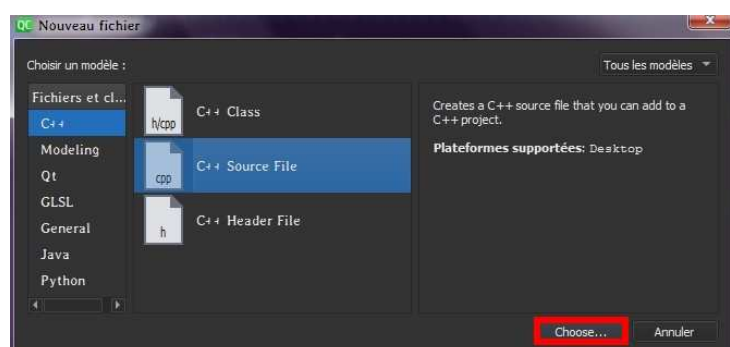 QC Nouveau fichier
Choisir un modèle :
Tous les modèles
Fichiers et cl...
C++
Modeling
Qt
GLSL
General
Java
Python
h/cpp
C++ Class
cpp
C++ Source File
h
C++ Header File
Creates a C++ source file that you can add to a
C++ project.
Plateformes supportées: Desktop
Choose...
Annuler